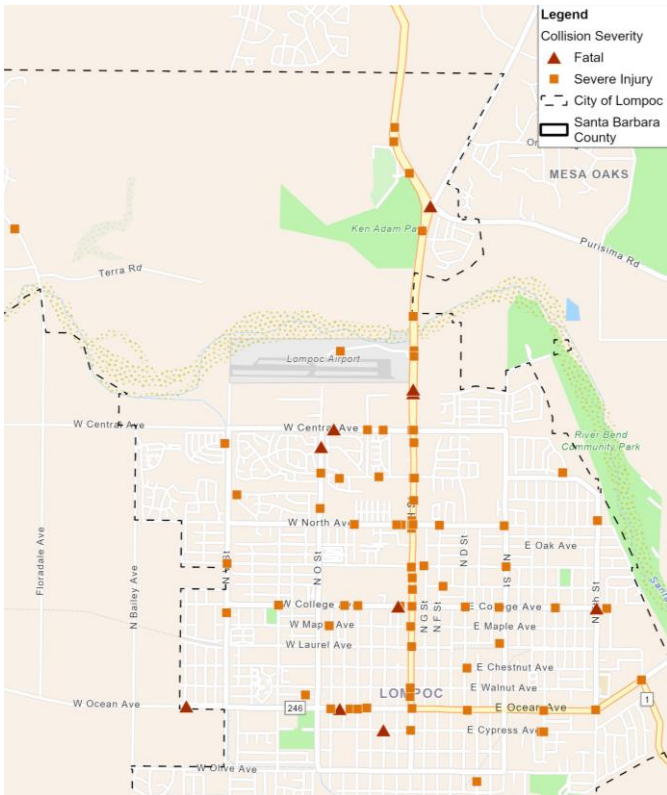 Legend
Collision Severity
Fatal
Severe Injury
City of Lompoc
Santa Barbara
County
MESA OAKS
Ken Adam Pa
Purisima Rd
Terra Rd
Lompoc Airport
W Central Ave
W Central Ave
River Bend
Community Park
H St
W North Ave
E Oak Ave
N D St
N O St
Floradale Ave
N Bailey Ave
W College Ave
E College Ave
N G St
N F St
W Maple Ave
E Maple Ave
W Laurel Ave
E Chestnut Ave
LOMPOC
E Walnut Ave
W Ocean Ave
246
E Ocean Ave
1
E Cypress Ave
W Olive Ave